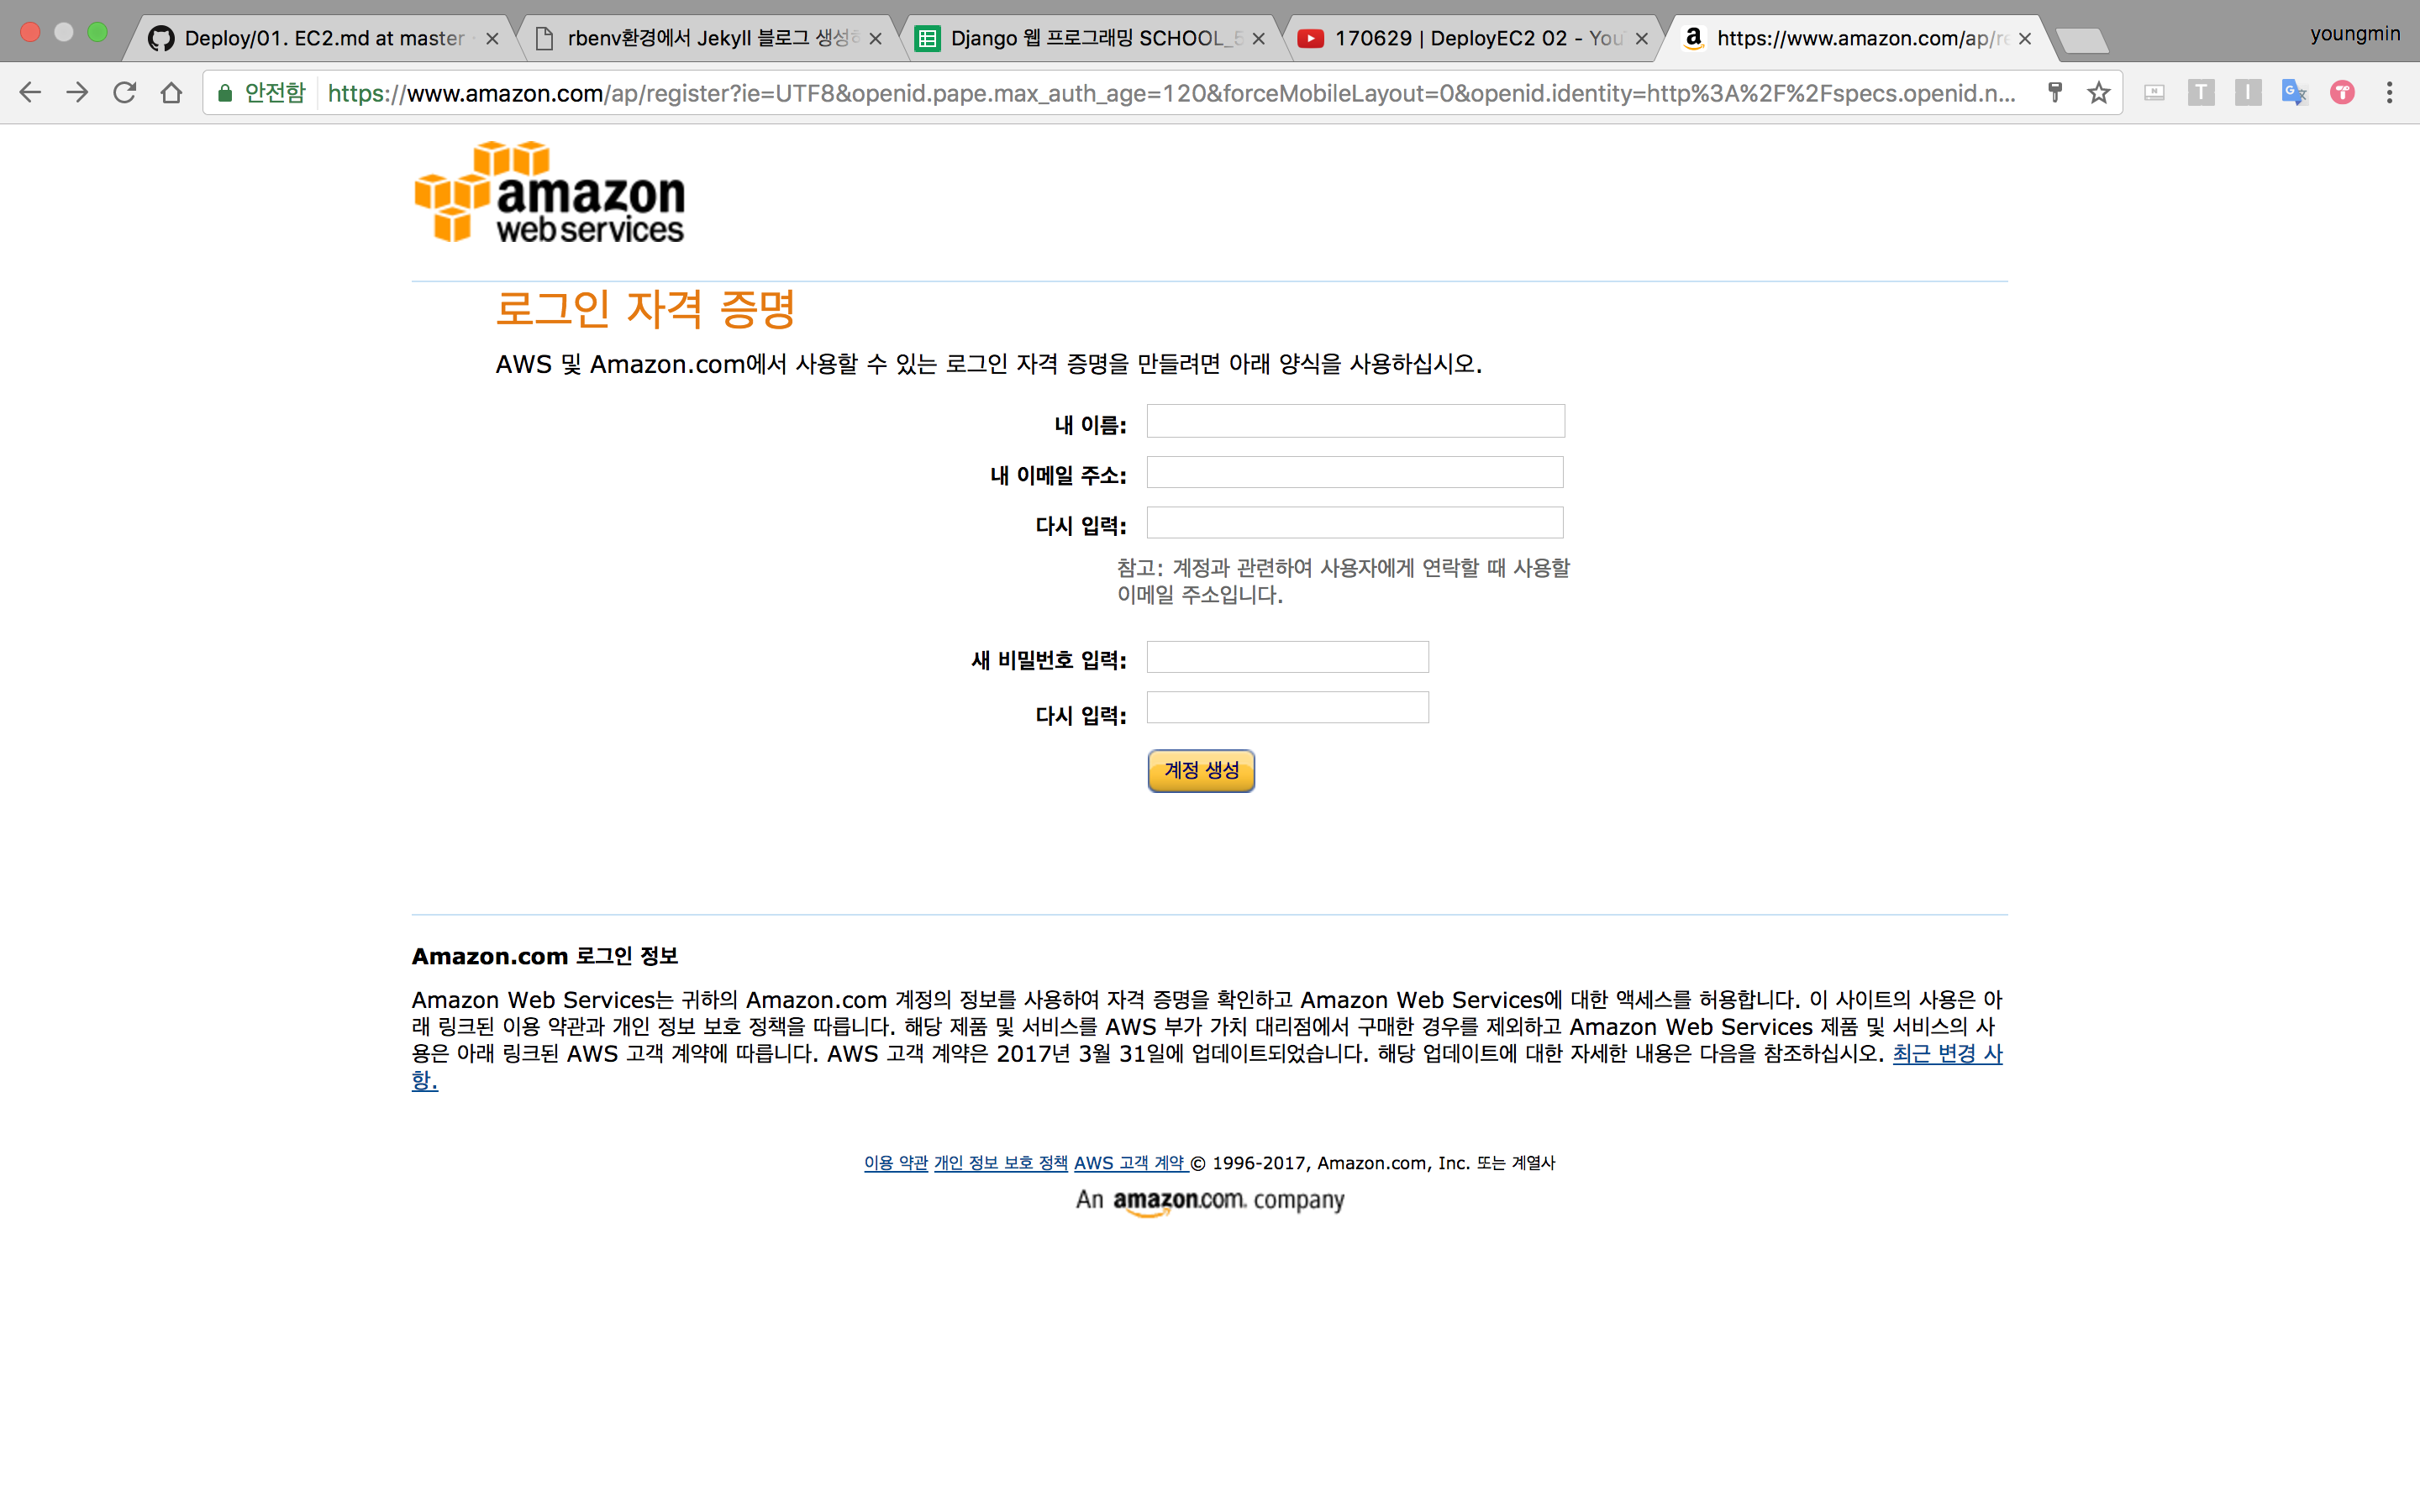 Deploy/01. EC2.md at master
rbenv환경에서 Jekyll 블로그 생성하
Django 웹 프로그래밍 SCHOOL_5
170629 | DeployEC2 02 - You
https://www.amazon.com/ap/re
youngmin
안전함
https://www.amazon.com/ap/register?ie=UTF8&openid.pape.max_auth_age=120&forceMobileLayout=0&openid.identity=http%3A%2F%2Fspecs.openid.n...
amazon
web services
로그인 자격 증명
AWS 및 Amazon.com에서 사용할 수 있는 로그인 자격 증명을 만들려면 아래 양식을 사용하십시오.
내 이름:
내 이메일 주소:
다시 입력:
참고: 계정과 관련하여 사용자에게 연락할 때 사용할
이메일 주소입니다.
새 비밀번호 입력:
다시 입력:
계정 생성
Amazon.com 로그인 정보
Amazon Web Services는 귀하의 Amazon.com 계정의 정보를 사용하여 자격 증명을 확인하고 Amazon Web Services에 대한 액세스를 허용합니다. 이 사이트의 사용은 아
래 링크된 이용 약관과 개인 정보 보호 정책을 따릅니다. 해당 제품 및 서비스를 AWS 부가 가치 대리점에서 구매한 경우를 제외하고 Amazon Web Services 제품 및 서비스의 사
용은 아래 링크된 AWS 고객 계약에 따릅니다. AWS 고객 계약은 2017년 3월 31일에 업데이트되었습니다. 해당 업데이트에 대한 자세한 내용은 다음을 참조하십시오. 최근 변경 사
항.
이용 약관 개인 정보 보호 정책 AWS 고객 계약 © 1996-2017, Amazon.com, Inc. 또는 계열사
An amazon.com. company